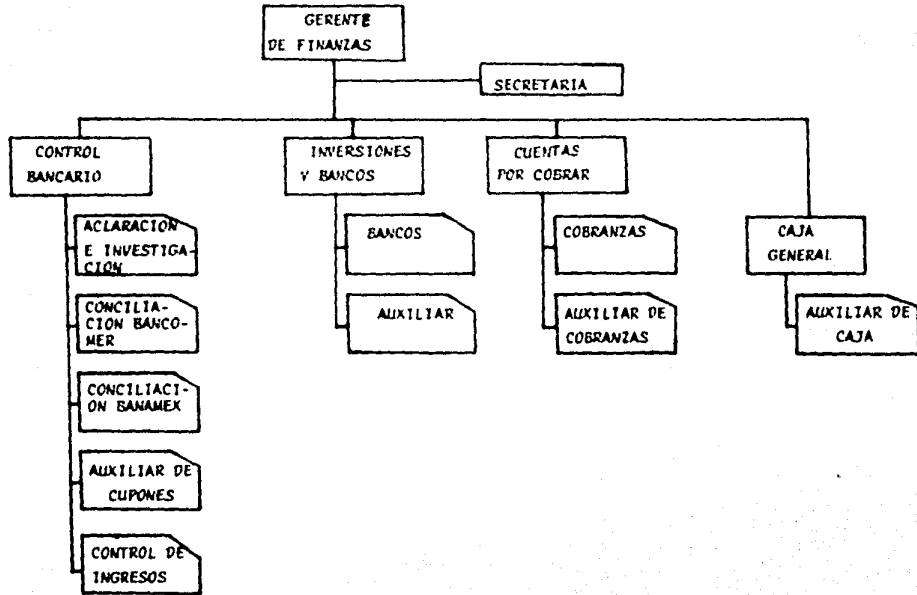 GERENTE
DE FINANZAS
SECRETARIA
CONTROL
BANCARIO
ACLARACION
E INVESTIGA-
CION
CONCILIA-
CION BANCO-
MER
CONCILIACI-
ON BANAMEX
AUXILIAR DE
CUPONES
CONTROL DE
INGRESOS
INVERSIONES
Y BANCOS
BANCOS
AUXILIAR
CUENTAS
POR COBRAR
COBRANZAS
AUXILIAR DE
COBRANZAS
CAJA
GENERAL
AUXILIAR DE
CAJA